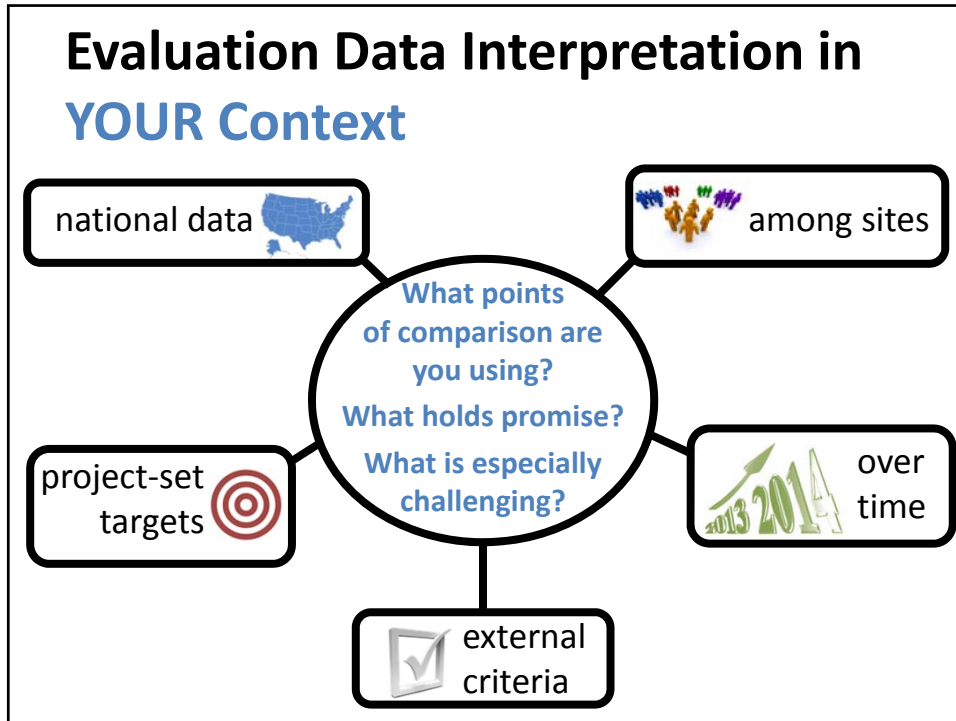 Evaluation Data Interpretation in
YOUR Context
national data
among sites
What points
of comparison are
you using?
What holds promise?
What is especially
challenging?
project-set
targets
over
time
2013 2014
external
criteria